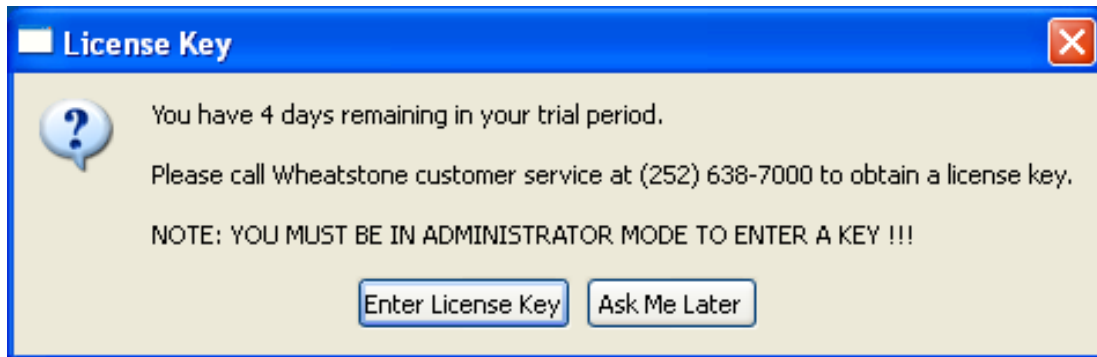 License Key
You have 4 days remaining in your trial period.
Please call Wheatstone customer service at (252) 638-7000 to obtain a license key.
NOTE: YOU MUST BE IN ADMINISTRATOR MODE TO ENTER A KEY !!!
Enter License Key Ask Me Later